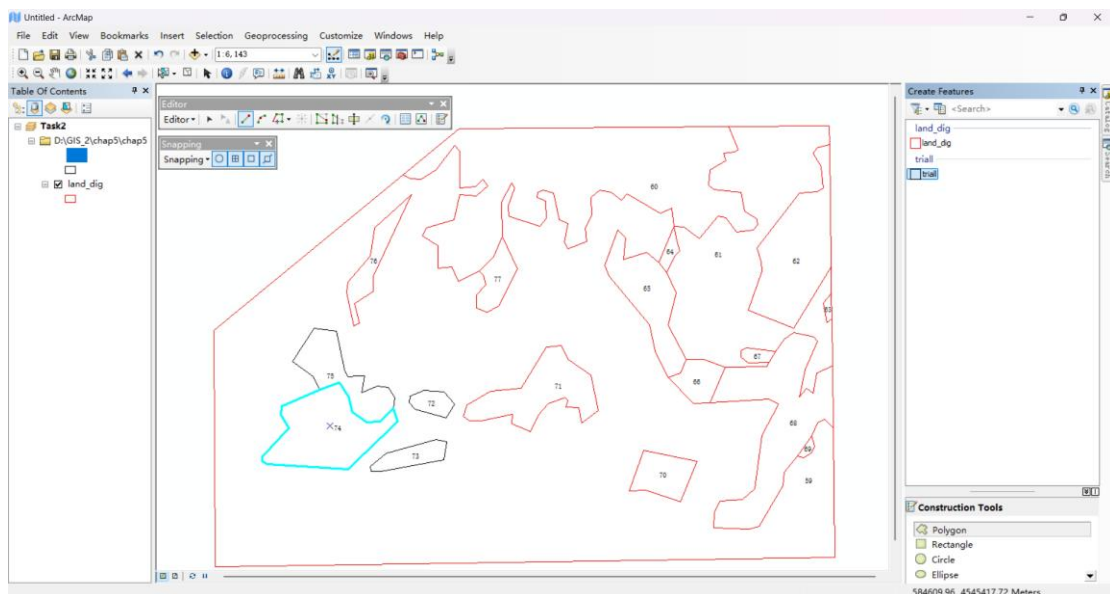 Untitled - ArcMap
File Edit View Bookmarks Insert Selection Geoprocessing Customize Windows Help
1:6,143
Table Of Contents
Task2
D:\GIS_2\chap5\chap5
land_dig
Editor
Editor
Snapping
Snapping
60
64
61
62
76
65
77
63
67
75
66
71
72
74
68
73
69
70
59
Create Features
<Search>
land_dig
land_dig
trial1
trial1
Construction Tools
Polygon
Rectangle
Circle
Ellipse
584609.96 4545417.72 Meters